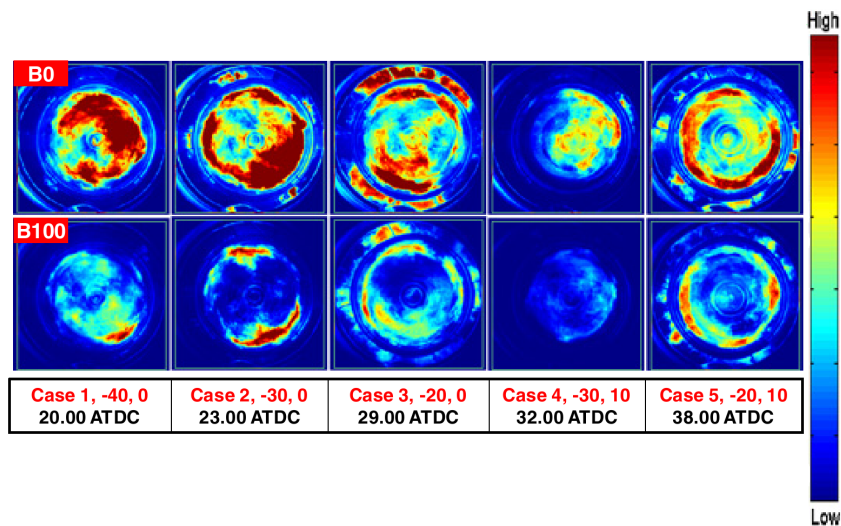 High
B0
B100
Case 1, -40, 0
20.00 ATDC
Case 2, -30, 0
23.00 ATDC
Case 3, -20, 0
29.00 ATDC
Case 4, -30, 10
32.00 ATDC
Case 5, -20, 10
38.00 ATDC
Low